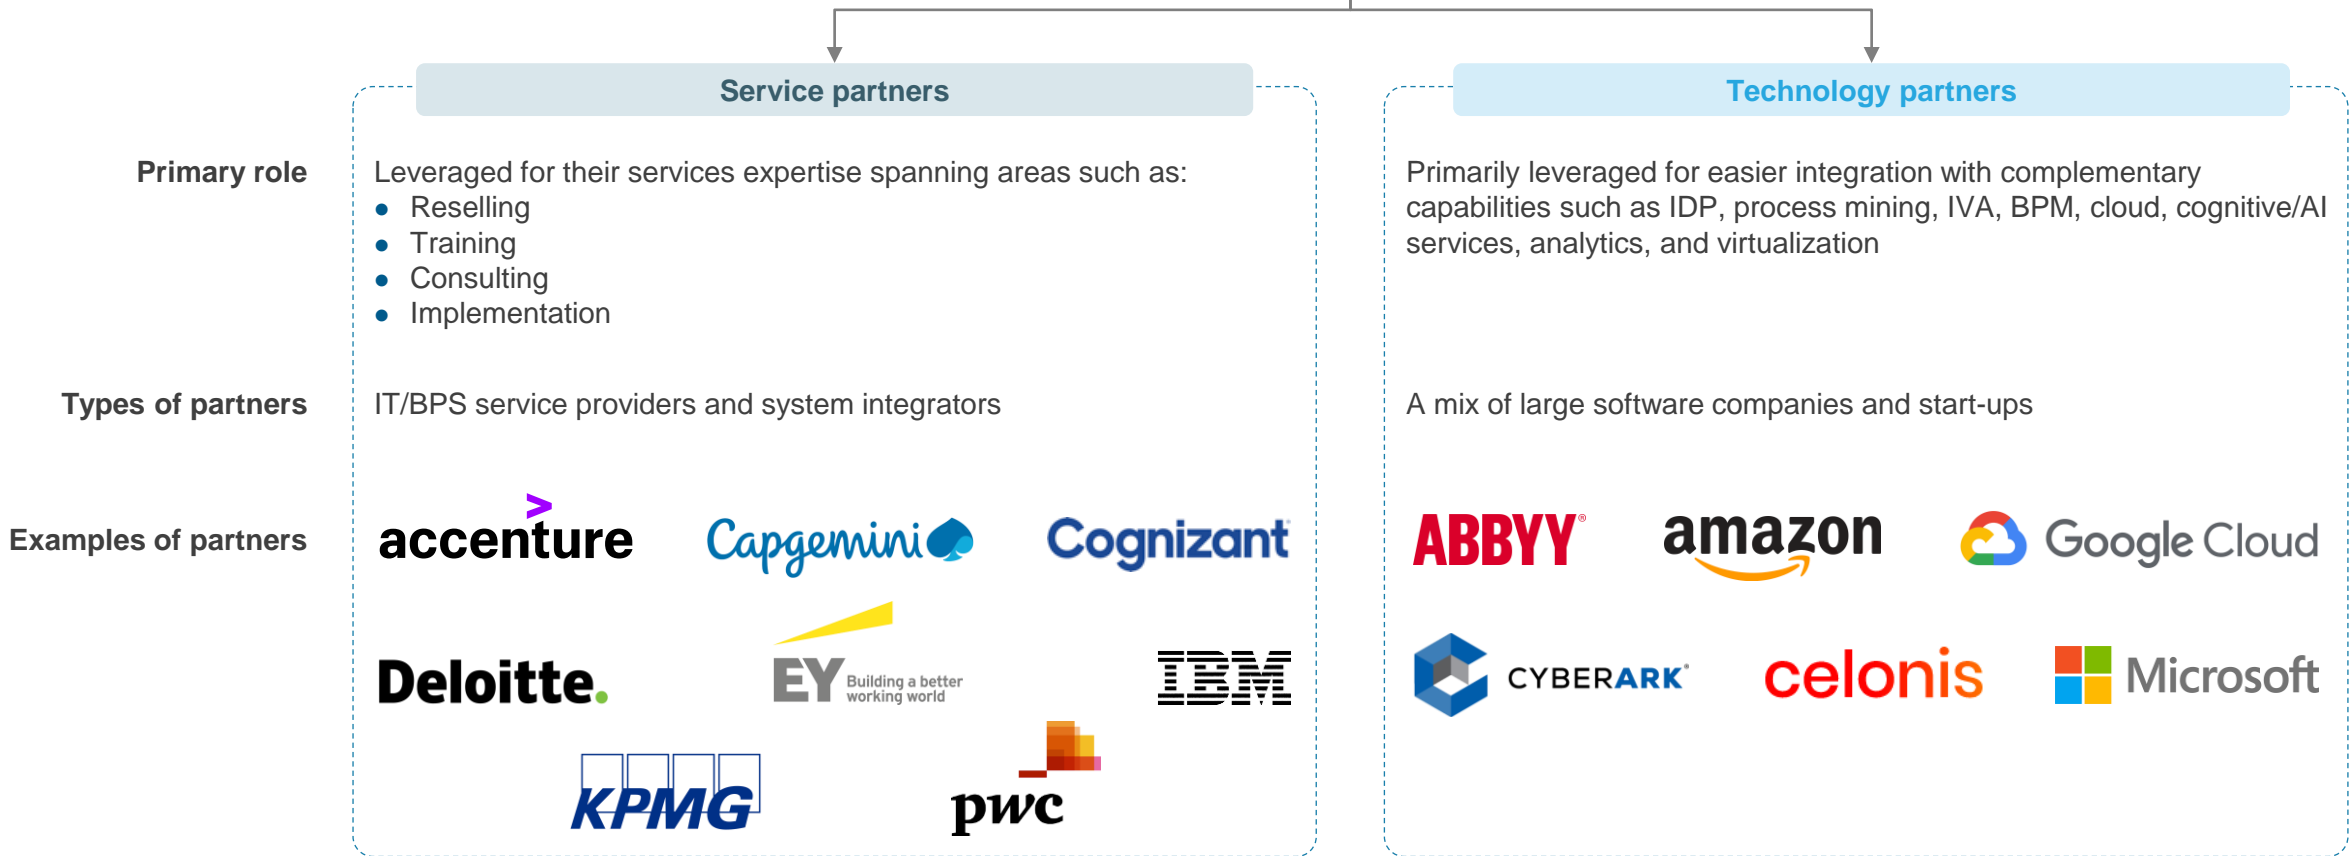 Service partners
Technology partners
Primary role
Leveraged for their services expertise spanning areas such as:
● Reselling
● Training
● Consulting
● Implementation
Primarily leveraged for easier integration with complementary
capabilities such as IDP, process mining, IVA, BPM, cloud, cognitive/AI
services, analytics, and virtualization
Types of partners
IT/BPS service providers and system integrators
A mix of large software companies and start-ups
Examples of partners
accenture
Capgemini
Cognizant
Deloitte.
EY Building a better
working world
IBM
KPMG
pwc
ABBYY®
amazon
Google Cloud
CYBERARK®
celonis
Microsoft